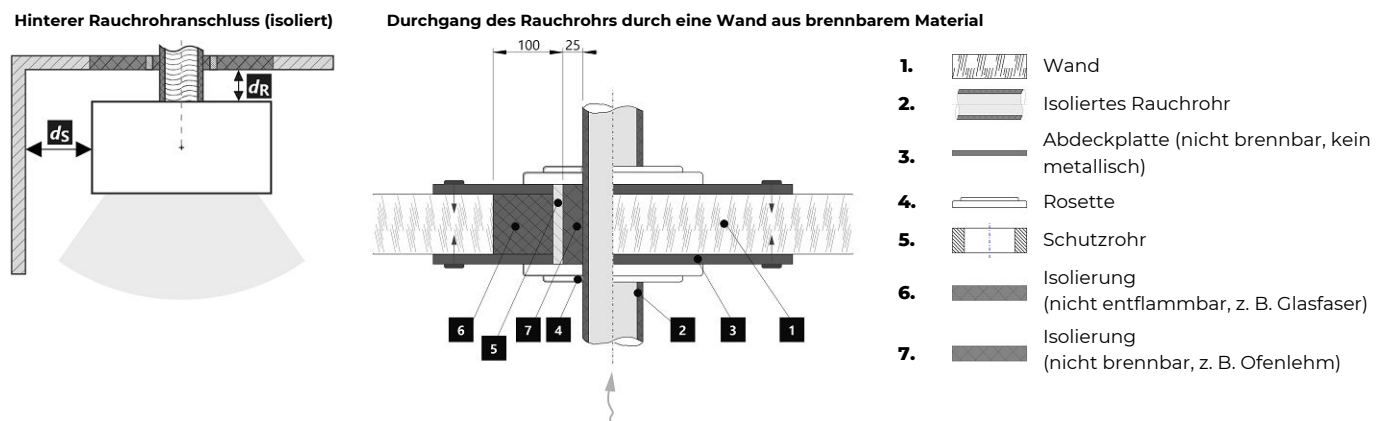 Hinterer Rauchrohranschluss (isoliert)
dR
dS
Durchgang des Rauchrohrs durch eine Wand aus brennbarem Material
100
25
6
5
7
4
2
3
1
1. Wand
2. Isoliertes Rauchrohr
3. Abdeckplatte (nicht brennbar, kein
metallisch)
4. Rosette
5. Schutzrohr
6. Isolierung
(nicht entflammbar, z. B. Glasfaser)
7. Isolierung
(nicht brennbar, z. B. Ofenlehm)